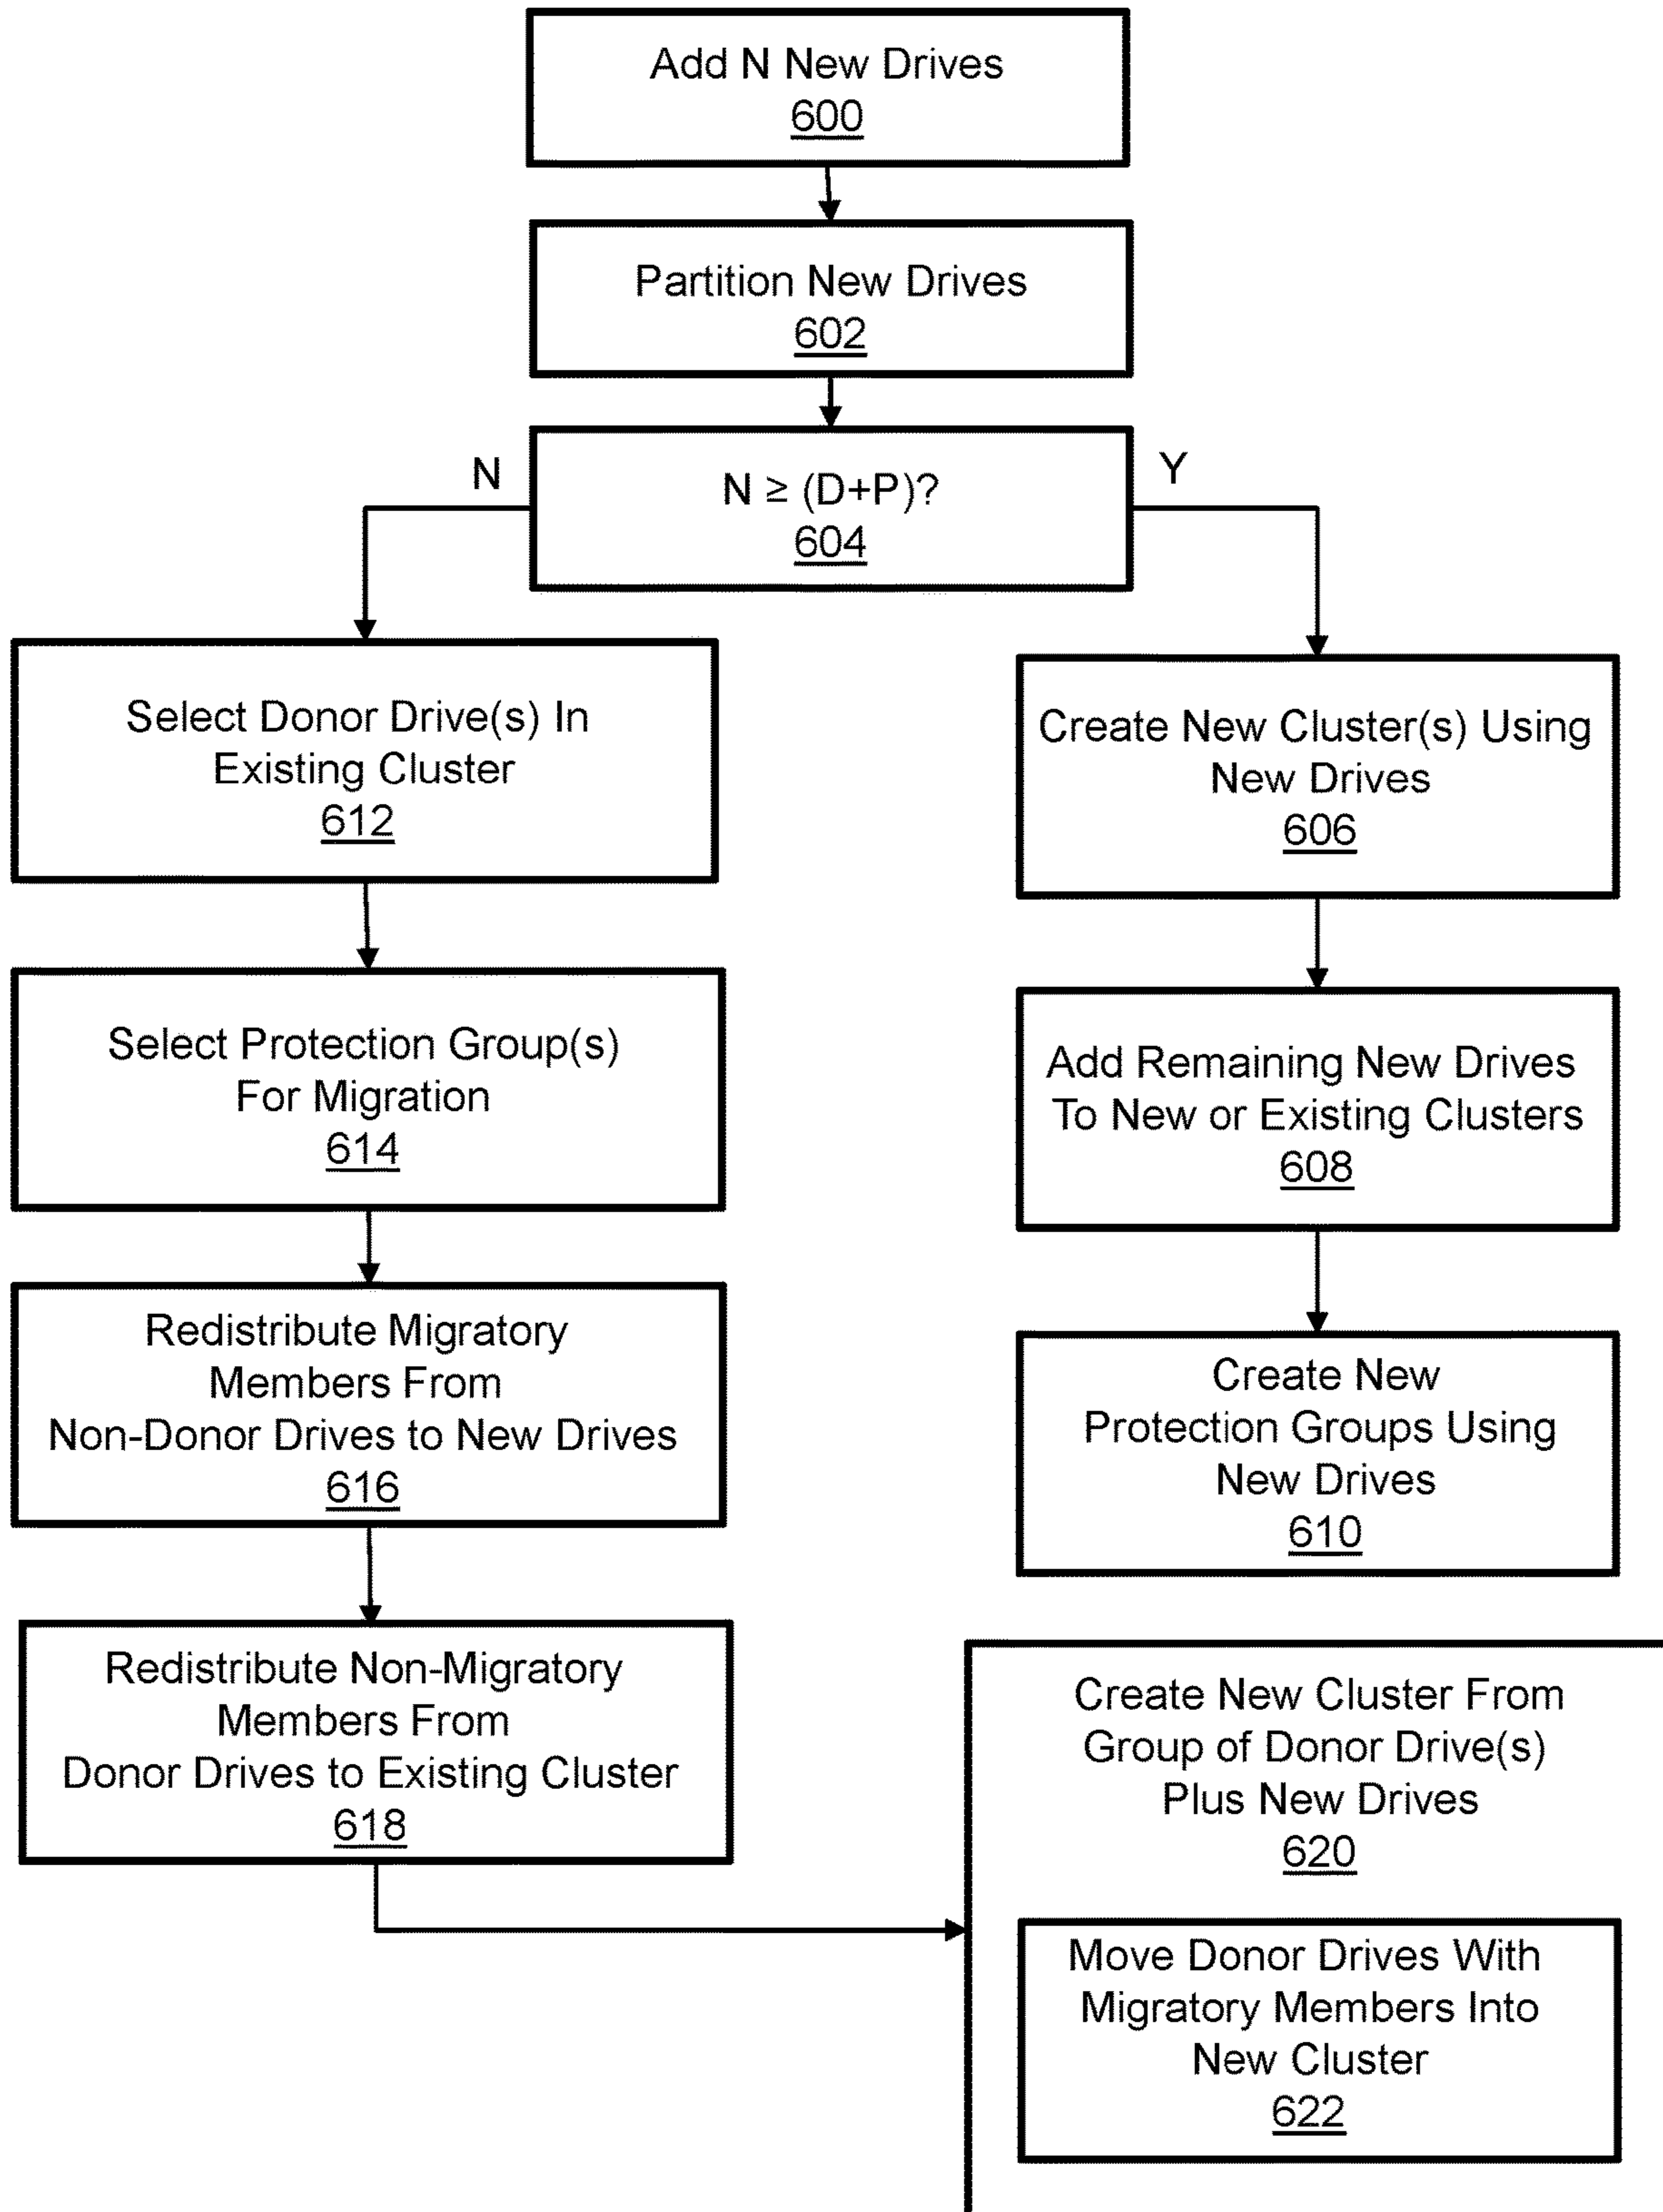 Add N New Drives
600
Partition New Drives
602
N ≥ (D+P)?
604
N
Y
Select Donor Drive(s) In
Existing Cluster
612
Select Protection Group(s)
For Migration
614
Redistribute Migratory
Members From
Non-Donor Drives to New Drives
616
Redistribute Non-Migratory
Members From
Donor Drives to Existing Cluster
618
Create New Cluster(s) Using
New Drives
606
Add Remaining New Drives
To New or Existing Clusters
608
Create New
Protection Groups Using
New Drives
610
Create New Cluster From
Group of Donor Drive(s)
Plus New Drives
620
Move Donor Drives With
Migratory Members Into
New Cluster
622